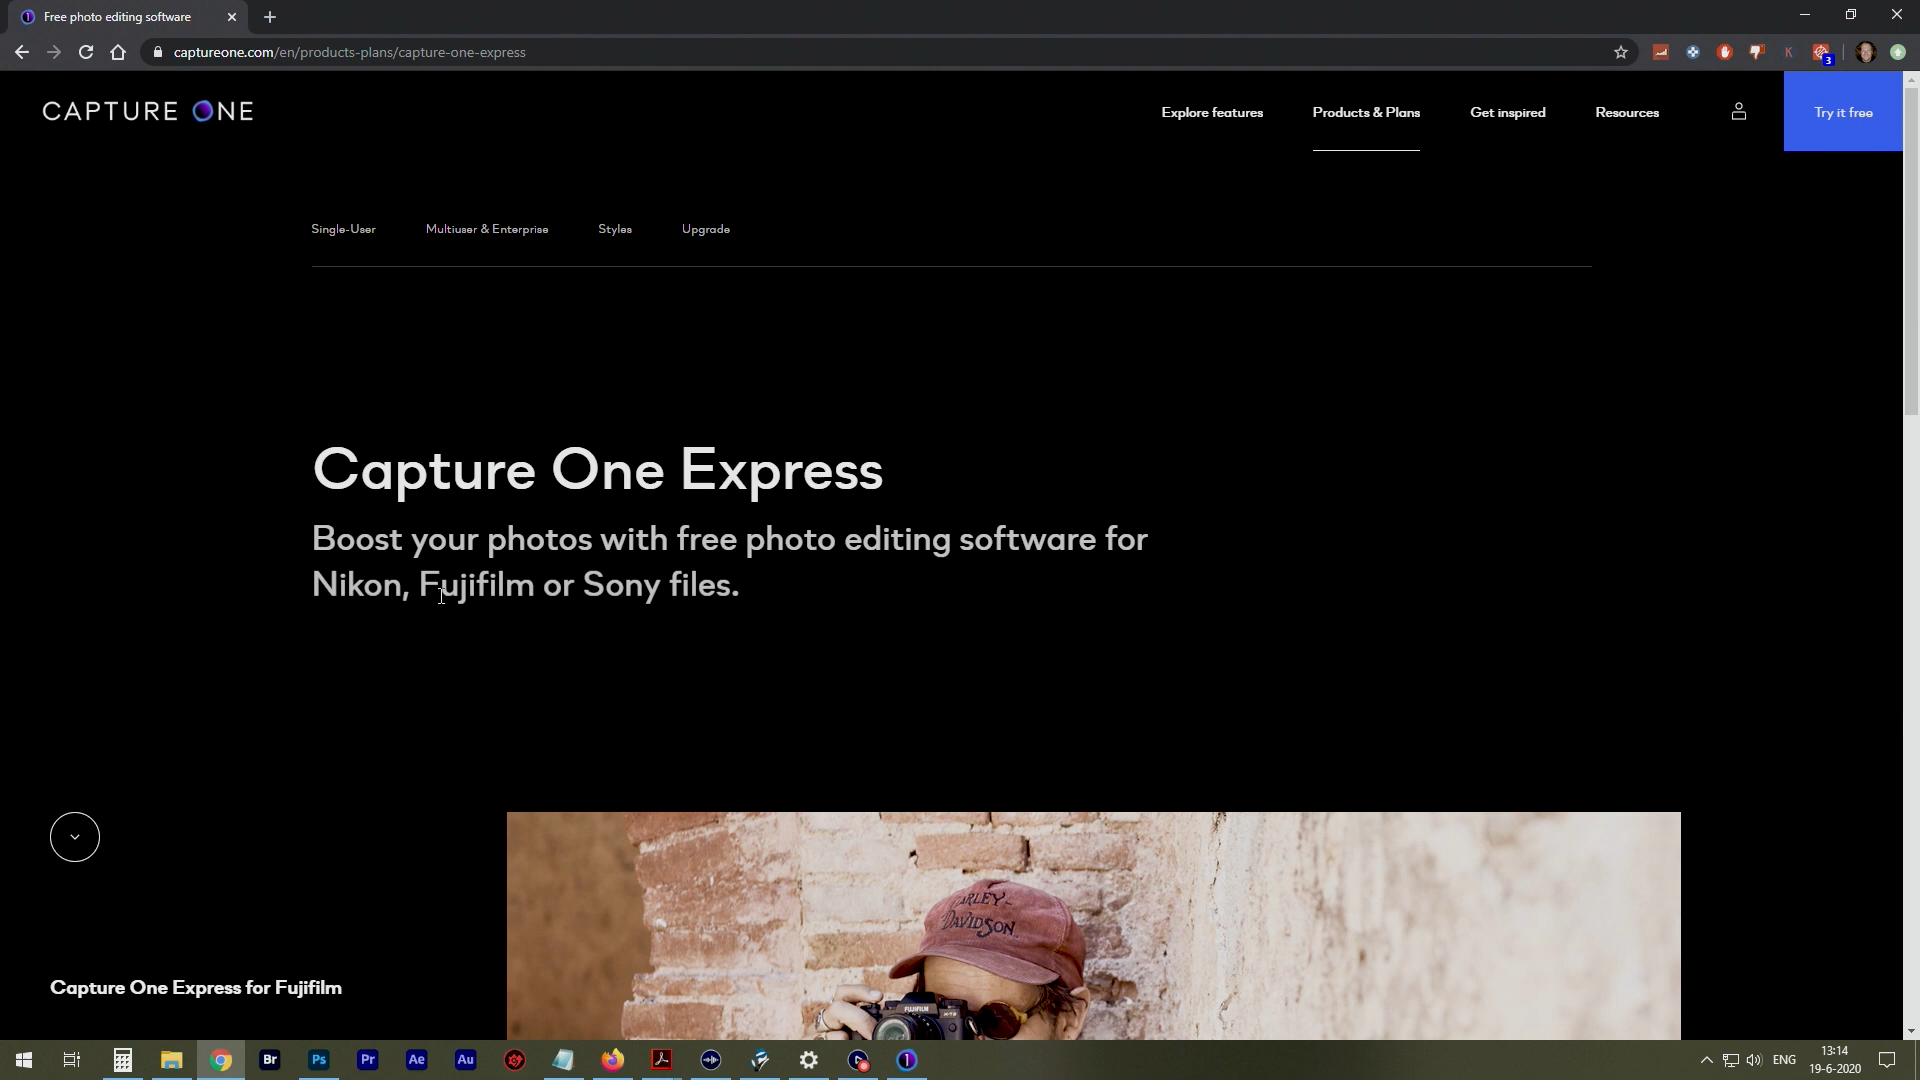 Free photo editing software
captureone.com/en/products-plans/capture-one-express
3
CAPTURE ONE
Explore features
Products & Plans
Get inspired
Resources
Try it free
Single-User
Multiuser & Enterprise
Styles
Upgrade
Capture One Express
Boost your photos with free photo editing software for
Nikon, Fujifilm or Sony files.
Capture One Express for Fujifilm
HARLEY-
DAVIDSON
FUJIFILM
Br
Ps
Pr
Ae
Au
ENG
13:14
19-6-2020